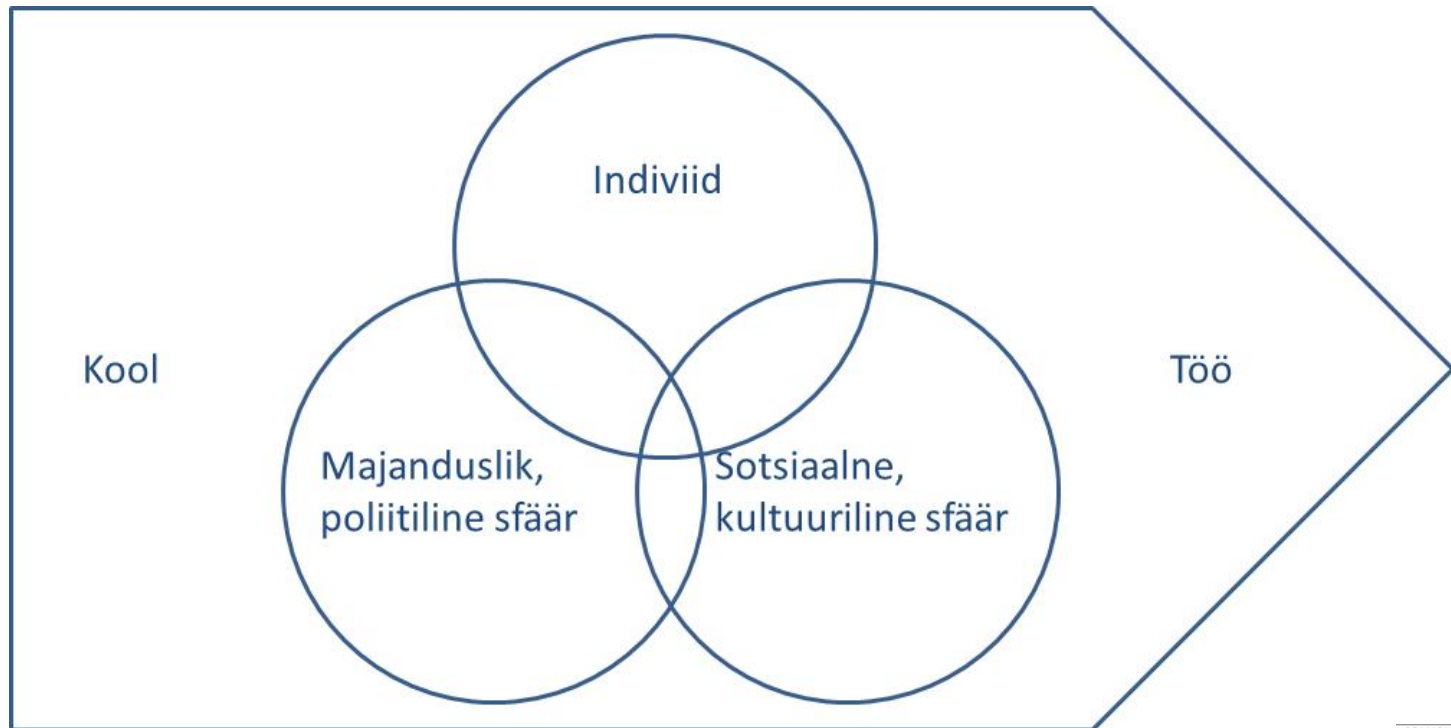 Indiviid
Kool
Töö
Majanduslik,
poliitiline sfäär
Sotsiaalne,
kultuuriline sfäär